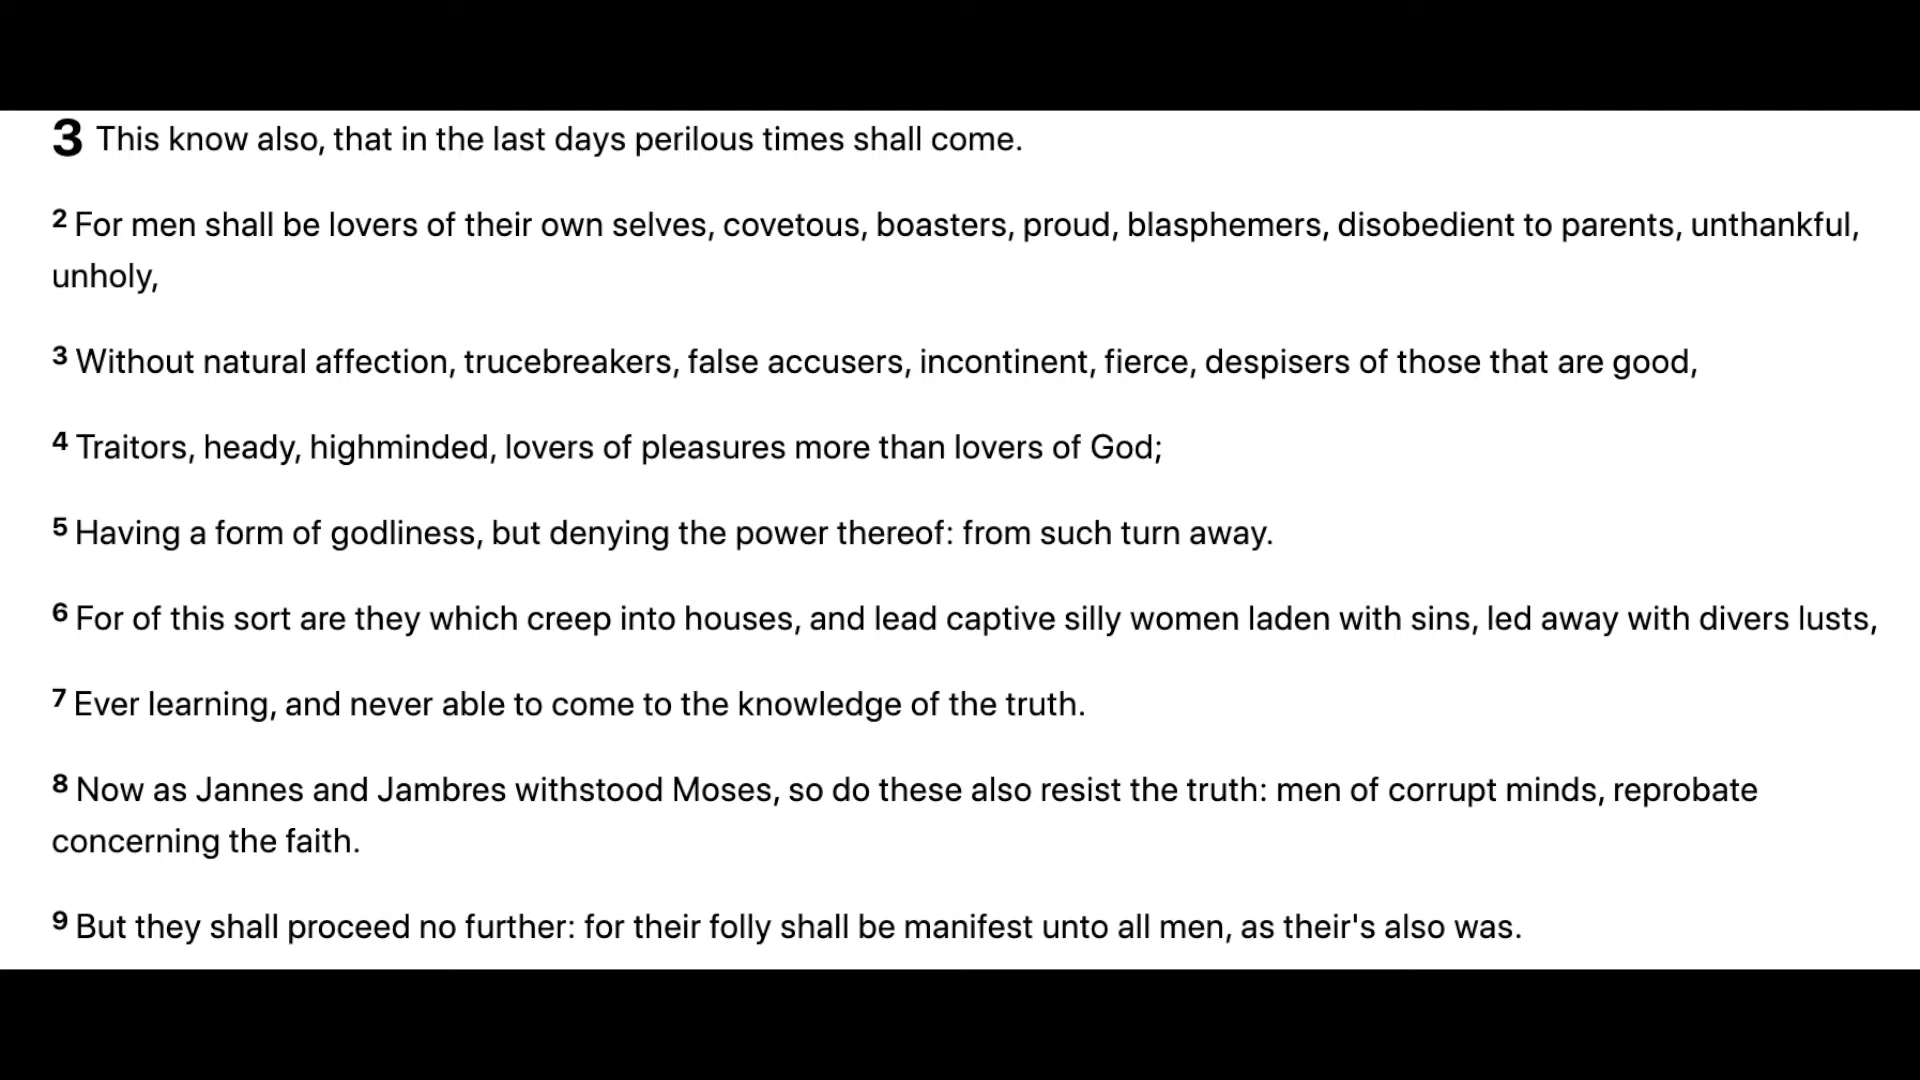 3 This know also, that in the last days perilous times shall come.
2 For men shall be lovers of their own selves, covetous, boasters, proud, blasphemers, disobedient to parents, unthankful,
unholy,
3 Without natural affection, trucebreakers, false accusers, incontinent, fierce, despisers of those that are good,
4 Traitors, heady, highminded, lovers of pleasures more than lovers of God;
5 Having a form of godliness, but denying the power thereof: from such turn away.
6 For of this sort are they which creep into houses, and lead captive silly women laden with sins, led away with divers lusts,
7 Ever learning, and never able to come to the knowledge of the truth.
8 Now as Jannes and Jambres withstood Moses, so do these also resist the truth: men of corrupt minds, reprobate
concerning the faith.
9 But they shall proceed no further: for their folly shall be manifest unto all men, as their's also was.